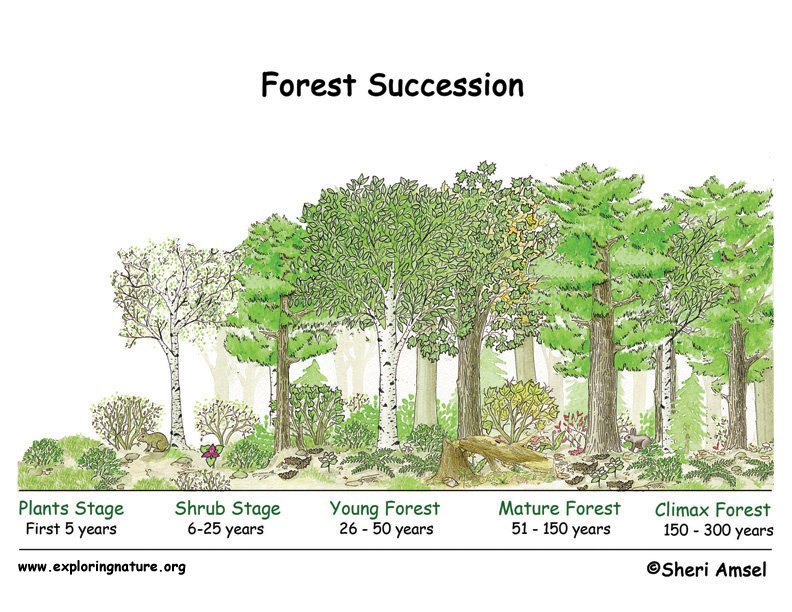 Forest Succession
Plants Stage
First 5 years
Shrub Stage
6-25 years
Young Forest
26 - 50 years
Mature Forest
51 - 150 years
Climax Forest
150 - 300 years
www.exploringnature.org
©Sheri Amsel